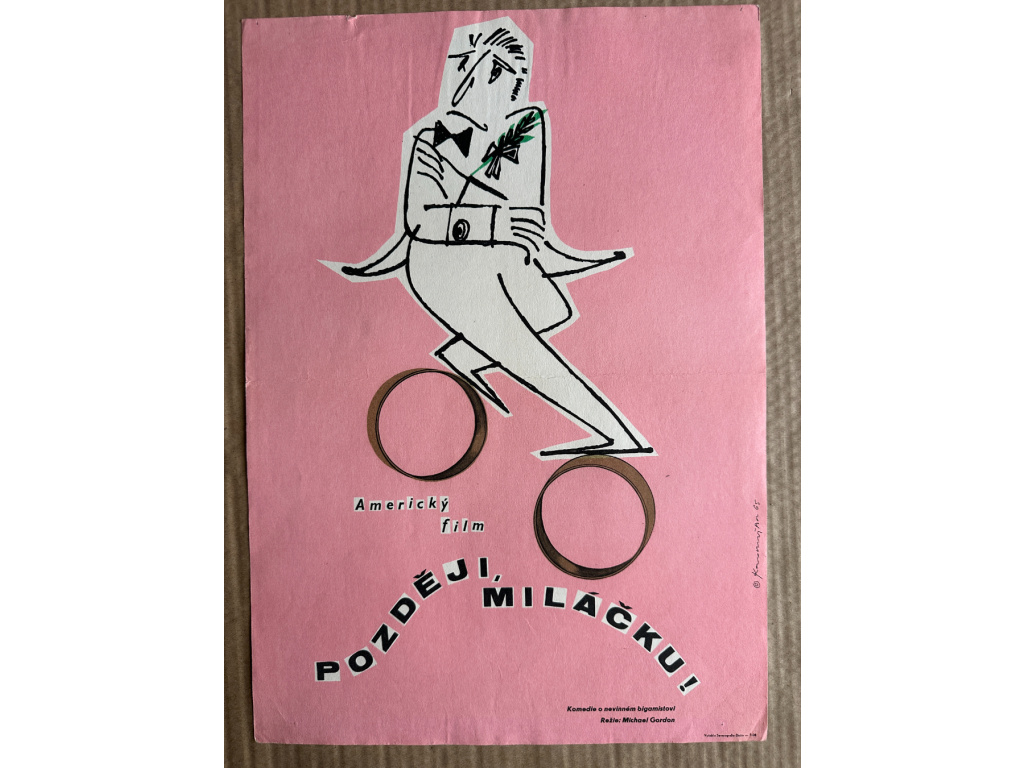 Americký
film
POZDĚJI,
MILÁČKU!
Komedie o nevinném bigamistovi
Režie: Michael Gordon